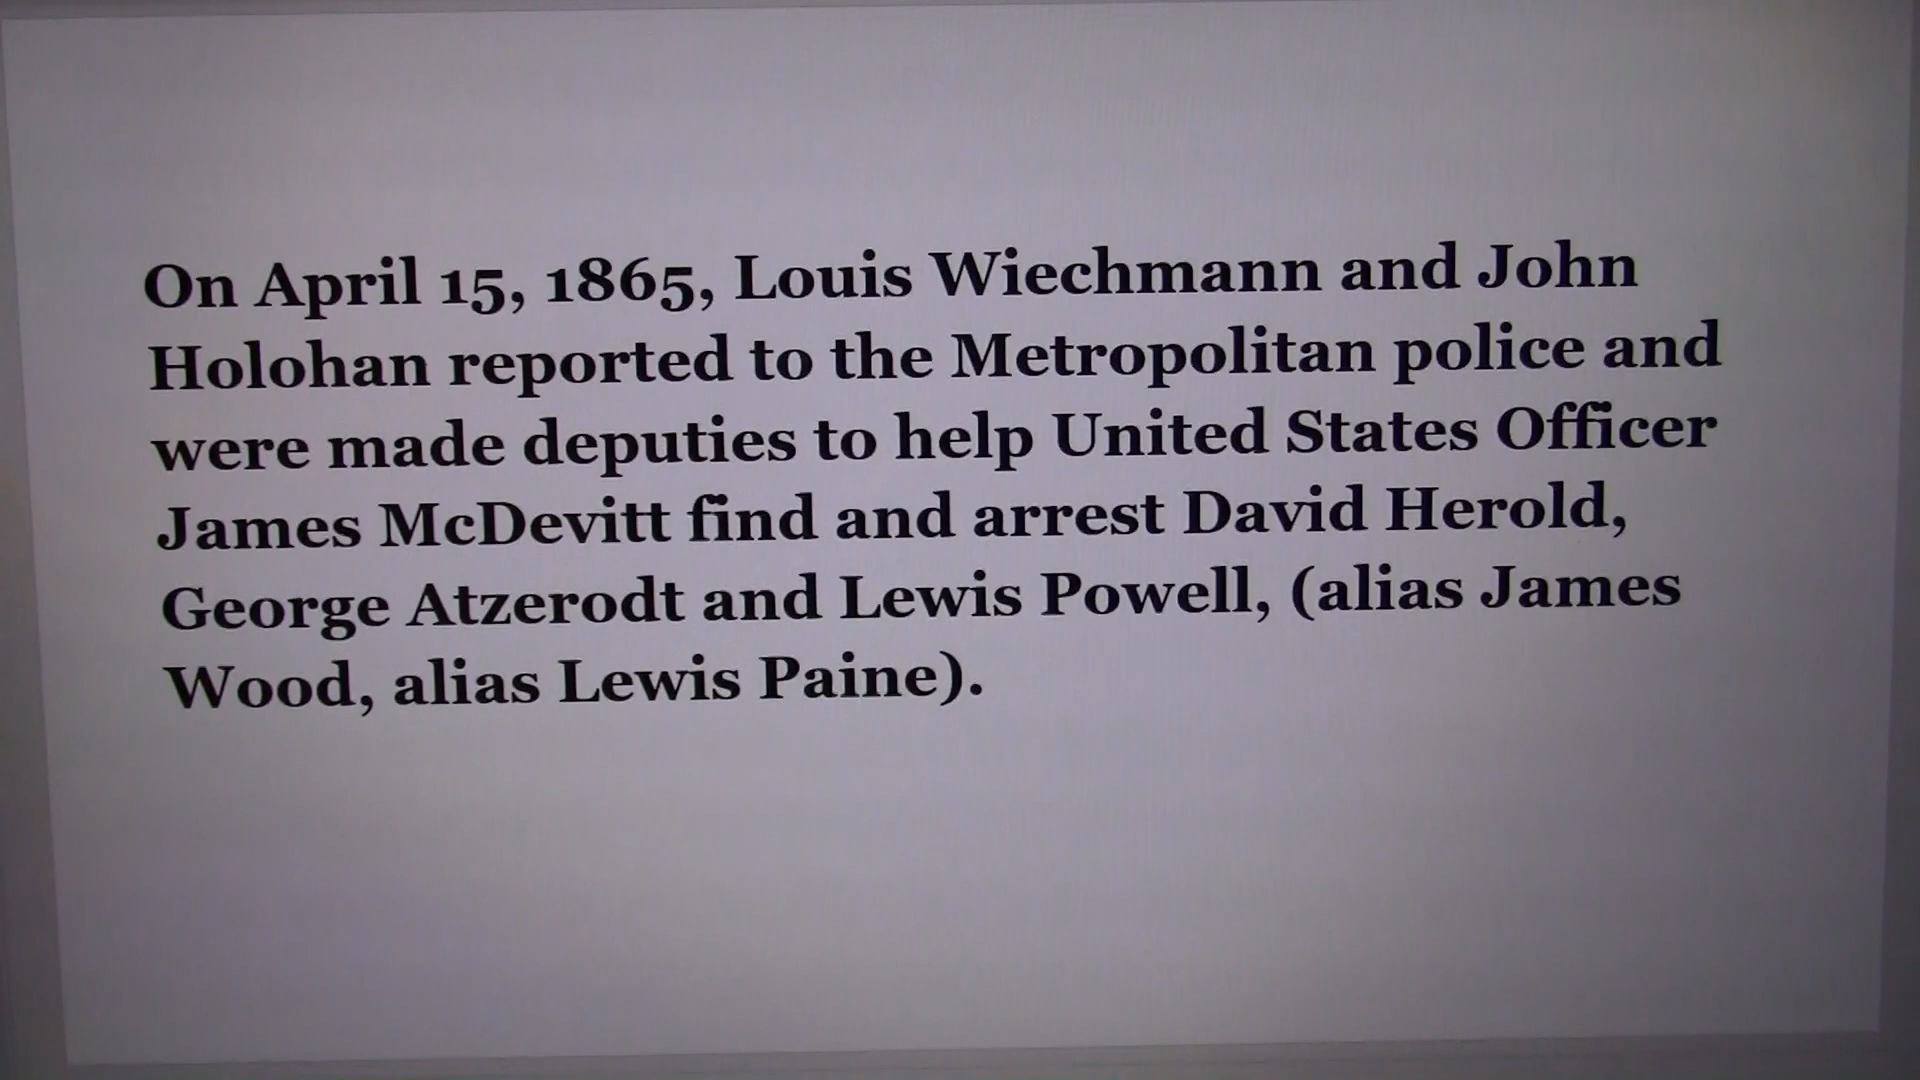 On April 15, 1865, Louis Wiechmann and John
Holohan reported to the Metropolitan police and
were made deputies to help United States Officer
James McDevitt find and arrest David Herold,
George Atzerodt and Lewis Powell, (alias James
Wood, alias Lewis Paine).